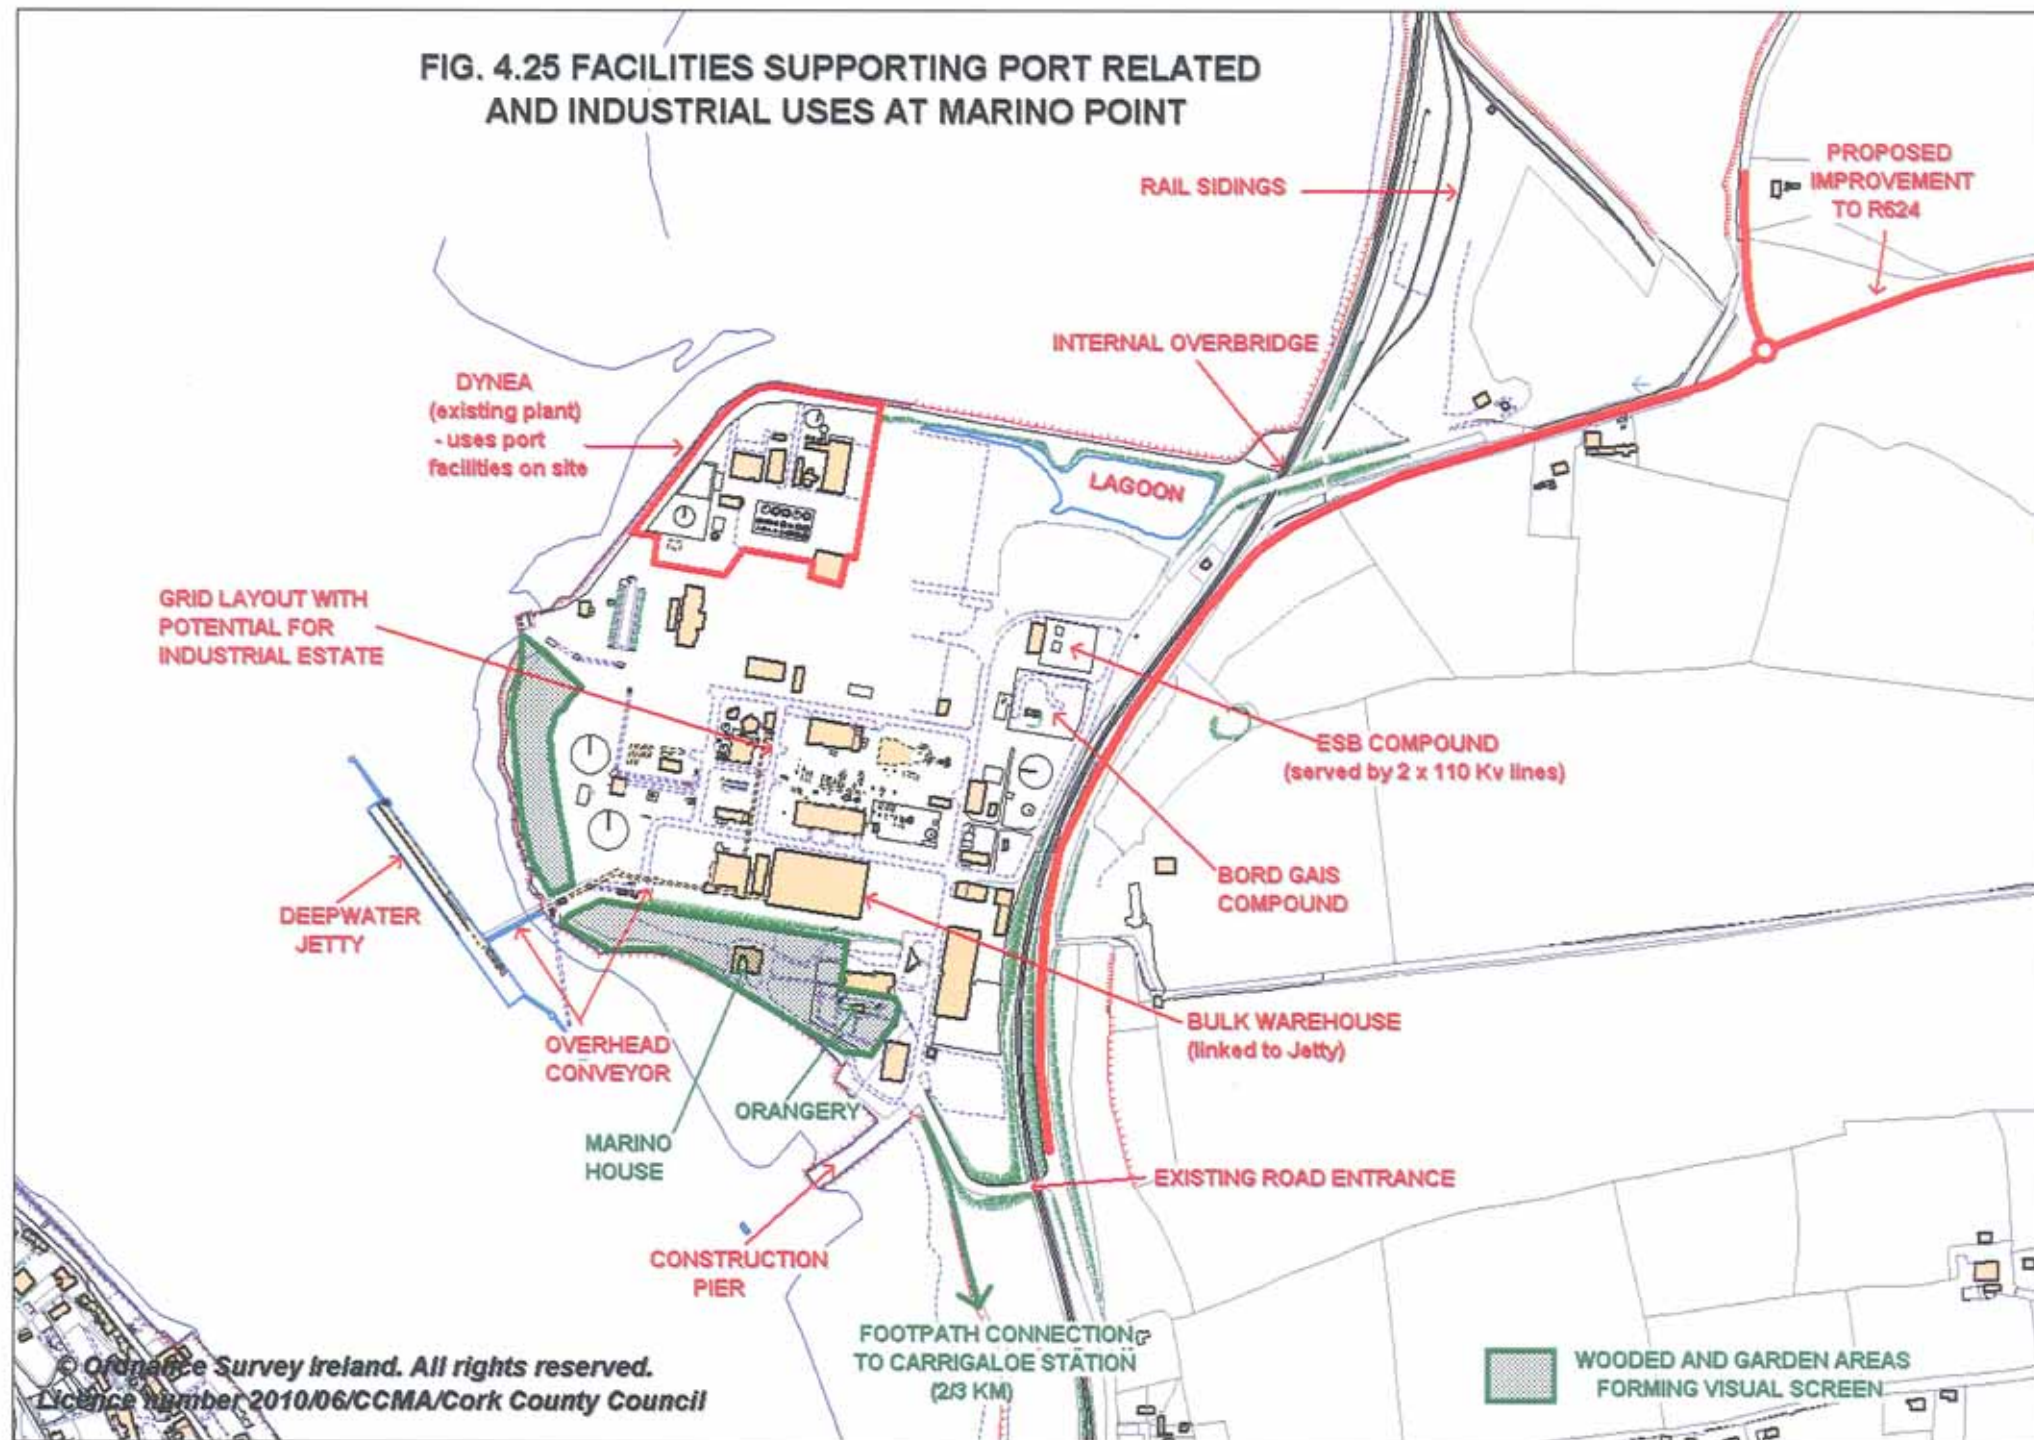 FIG. 4.25 FACILITIES SUPPORTING PORT RELATED
AND INDUSTRIAL USES AT MARINO POINT
RAIL SIDINGS
PROPOSED
IMPROVEMENT
TO R624
INTERNAL OVERBRIDGE
DYNEA
(existing plant)
- uses port
facilities on site
LAGOON
GRID LAYOUT WITH
POTENTIAL FOR
INDUSTRIAL ESTATE
ESB COMPOUND
(served by 2 x 110 Kv lines)
BORD GAIS
COMPOUND
DEEPWATER
JETTY
BULK WAREHOUSE
(linked to Jetty)
OVERHEAD
CONVEYOR
ORANGERY
MARINO
HOUSE
EXISTING ROAD ENTRANCE
CONSTRUCTION
PIER
FOOTPATH CONNECTION
TO CARRIGALOE STATION
(2/3 KM)
WOODED AND GARDEN AREAS
FORMING VISUAL SCREEN
© Ordnance Survey Ireland. All rights reserved.
Licence number 2010/06/CCMA/Cork County Council